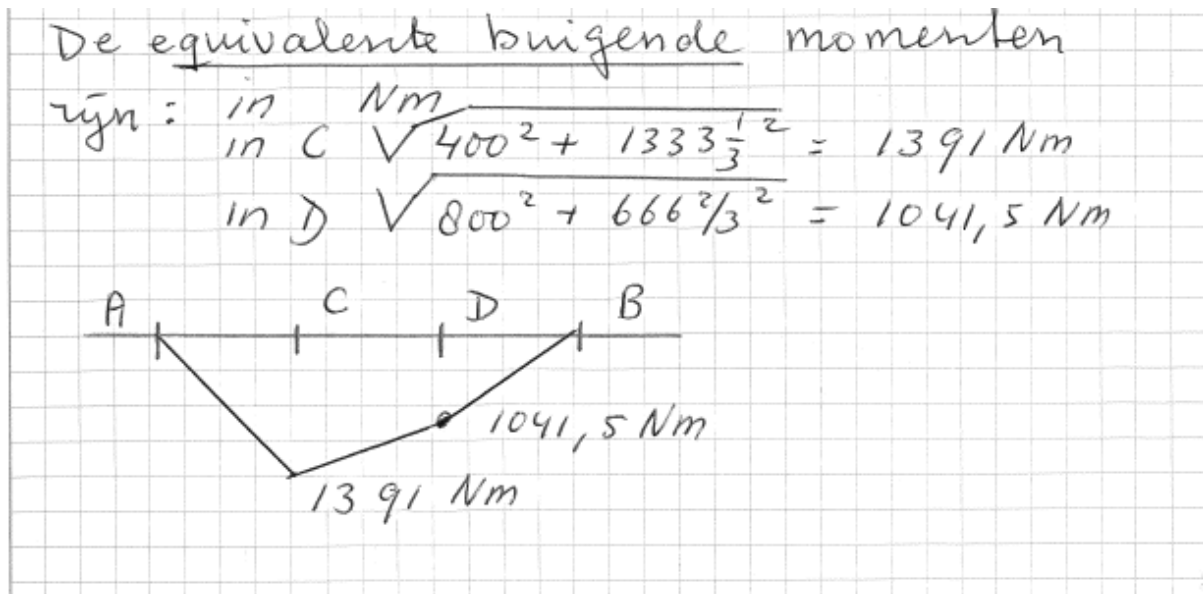 De equivalente buigende momenten
zijn : in Nm
in C √400² + 1333⅓² = 1391 Nm
in D √800² + 666²/₃² = 1041,5 Nm
A C D B
1041,5 Nm
1391 Nm